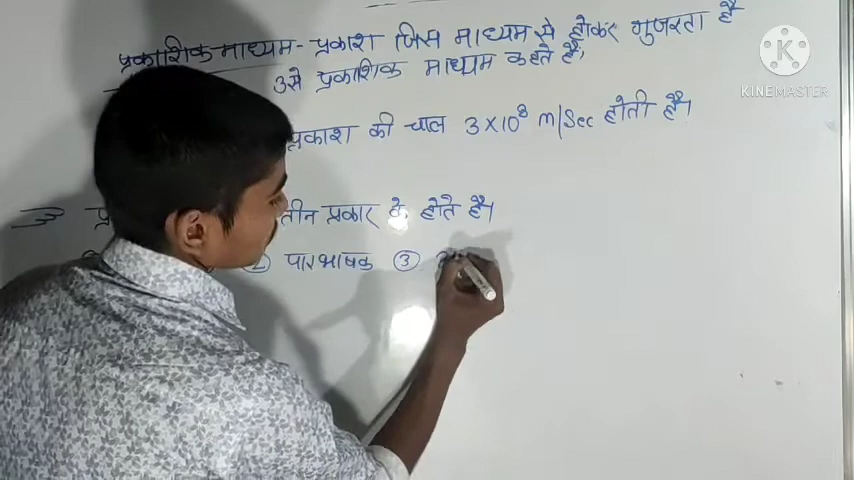 प्रकाशिक माध्यम - प्रकाश जिस माध्यम से होकर गुजरता है
उसे प्रकाशिक माध्यम कहते हैं,
प्रकाश की चाल 3×10⁸ m/Sec होती है।
तीन प्रकार के होते है।
② पारभाषक ③
K
KINEMASTER